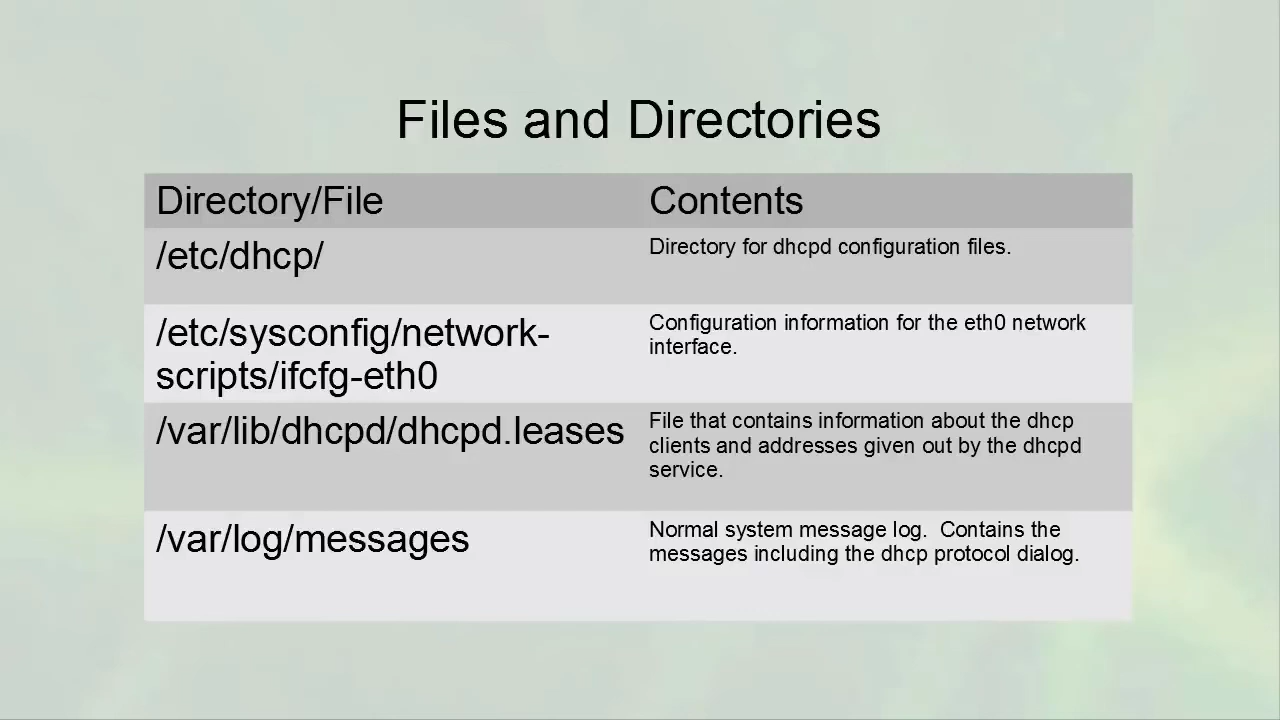 Files and Directories
Directory/File
Contents
/etc/dhcp/
Directory for dhcpd configuration files.
/etc/sysconfig/network-
scripts/ifcfg-eth0
Configuration information for the eth0 network
interface.
/var/lib/dhcpd/dhcpd.leases
File that contains information about the dhcp
clients and addresses given out by the dhcpd
service.
/var/log/messages
Normal system message log.  Contains the
messages including the dhcp protocol dialog.